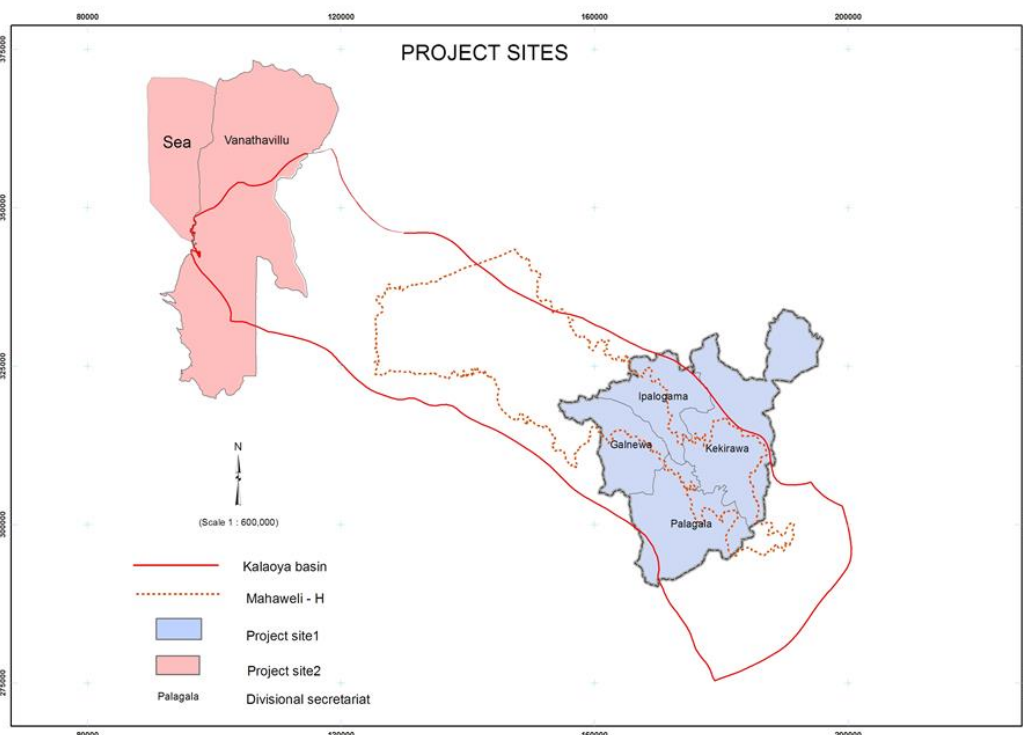 80000 120000 160000 200000
PROJECT SITES
375000
Sea
Vanathavillu
350000
325000
Ipalogama
Galnewa
Kekirawa
N
(Scale 1 : 600,000)
300000
Palagala
Kalaoya basin
Mahaweli - H
Project site1
Project site2
275000
Palagala
Divisional secretariat
80000 120000 160000 200000